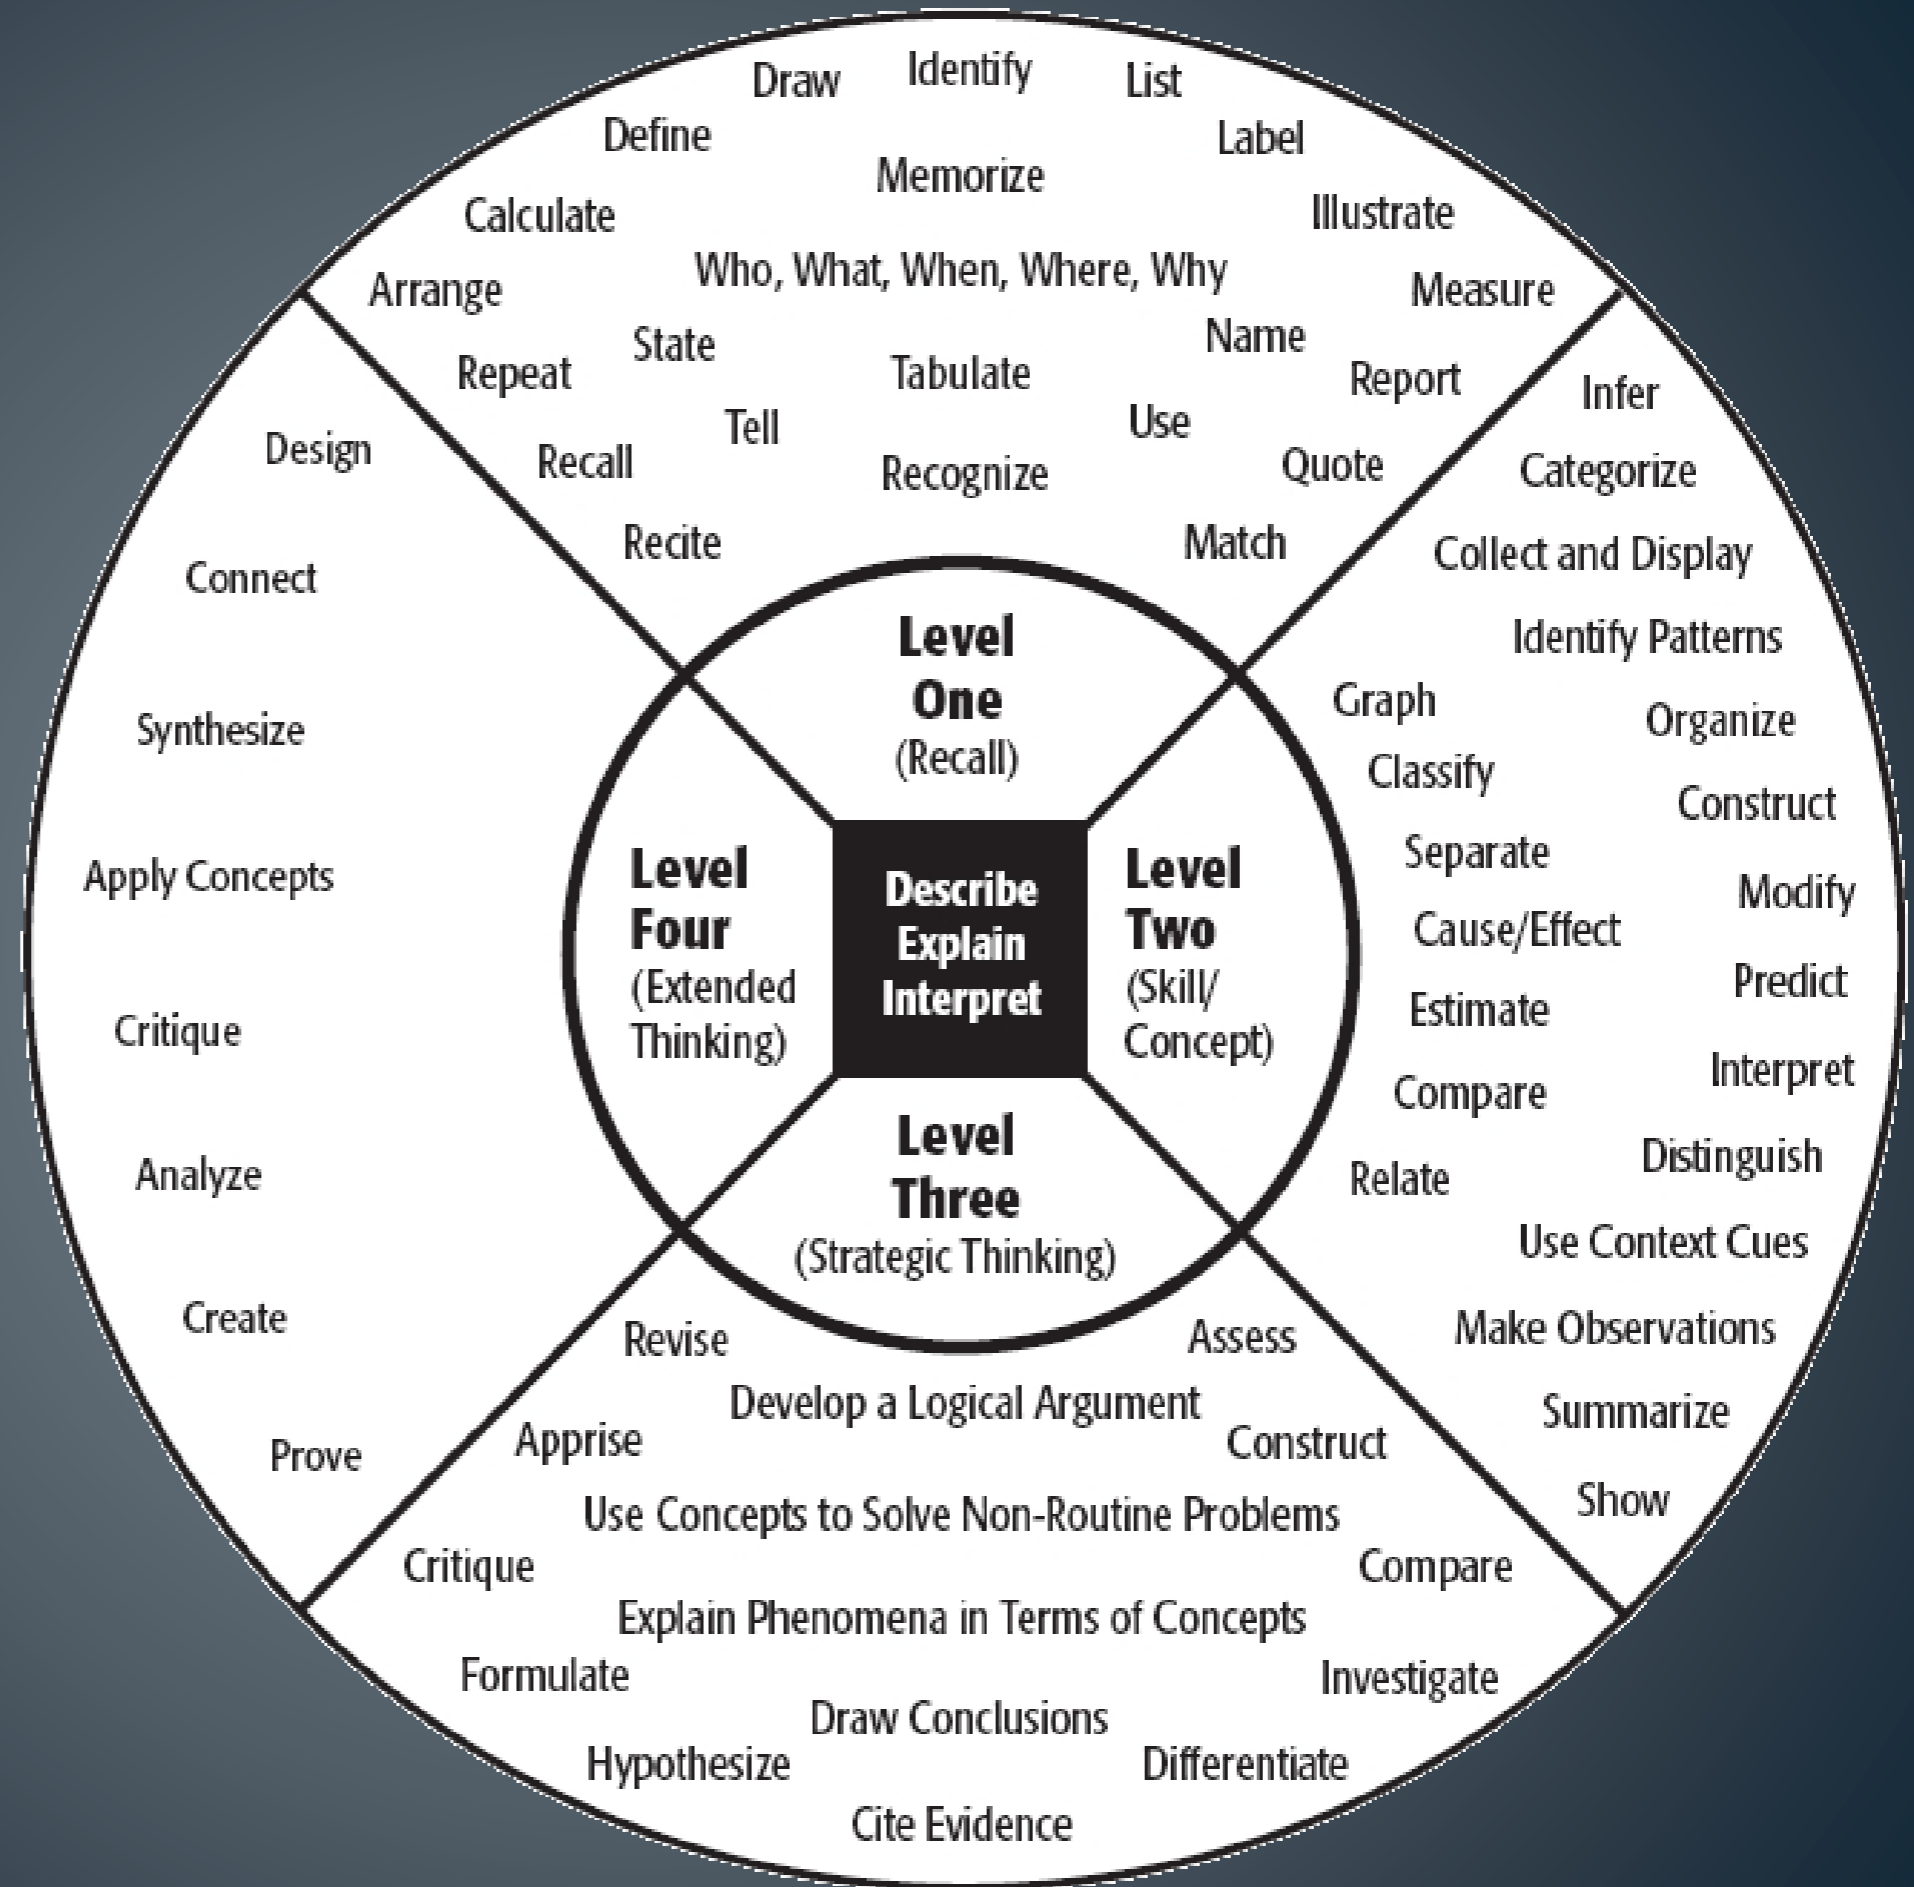 Draw
Identify
List
Define
Label
Memorize
Calculate
Illustrate
Who, What, When, Where, Why
Arrange
Measure
State
Name
Repeat
Tabulate
Report
Tell
Use
Recall
Recognize
Quote
Recite
Match
Level
One
(Recall)
Infer
Categorize
Collect and Display
Identify Patterns
Graph
Organize
Classify
Construct
Separate
Modify
Cause/Effect
Predict
Estimate
Interpret
Compare
Distinguish
Relate
Use Context Cues
Make Observations
Summarize
Show
Level
Two
(Skill/
Concept)
Describe
Explain
Interpret
Level
Three
(Strategic Thinking)
Revise
Assess
Develop a Logical Argument
Apprise
Construct
Use Concepts to Solve Non-Routine Problems
Critique
Compare
Explain Phenomena in Terms of Concepts
Formulate
Investigate
Draw Conclusions
Hypothesize
Differentiate
Cite Evidence
Level
Four
(Extended
Thinking)
Design
Connect
Synthesize
Apply Concepts
Critique
Analyze
Create
Prove